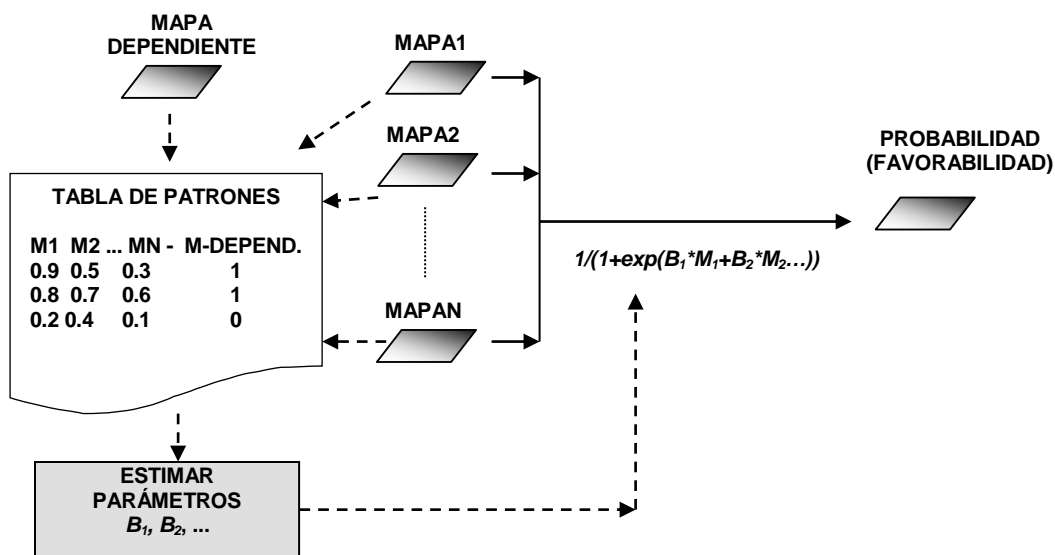 MAPA
DEPENDIENTE
MAPA1
MAPA2
MAPAN
PROBABILIDAD
(FAVORABILIDAD)
TABLA DE PATRONES
M1 M2 ... MN - M-DEPEND.
0.9 0.5 0.3 1
0.8 0.7 0.6 1
0.2 0.4 0.1 0
1/(1+exp(B₁*M₁+B₂*M₂…))
ESTIMAR
PARÁMETROS
B₁, B₂, ...